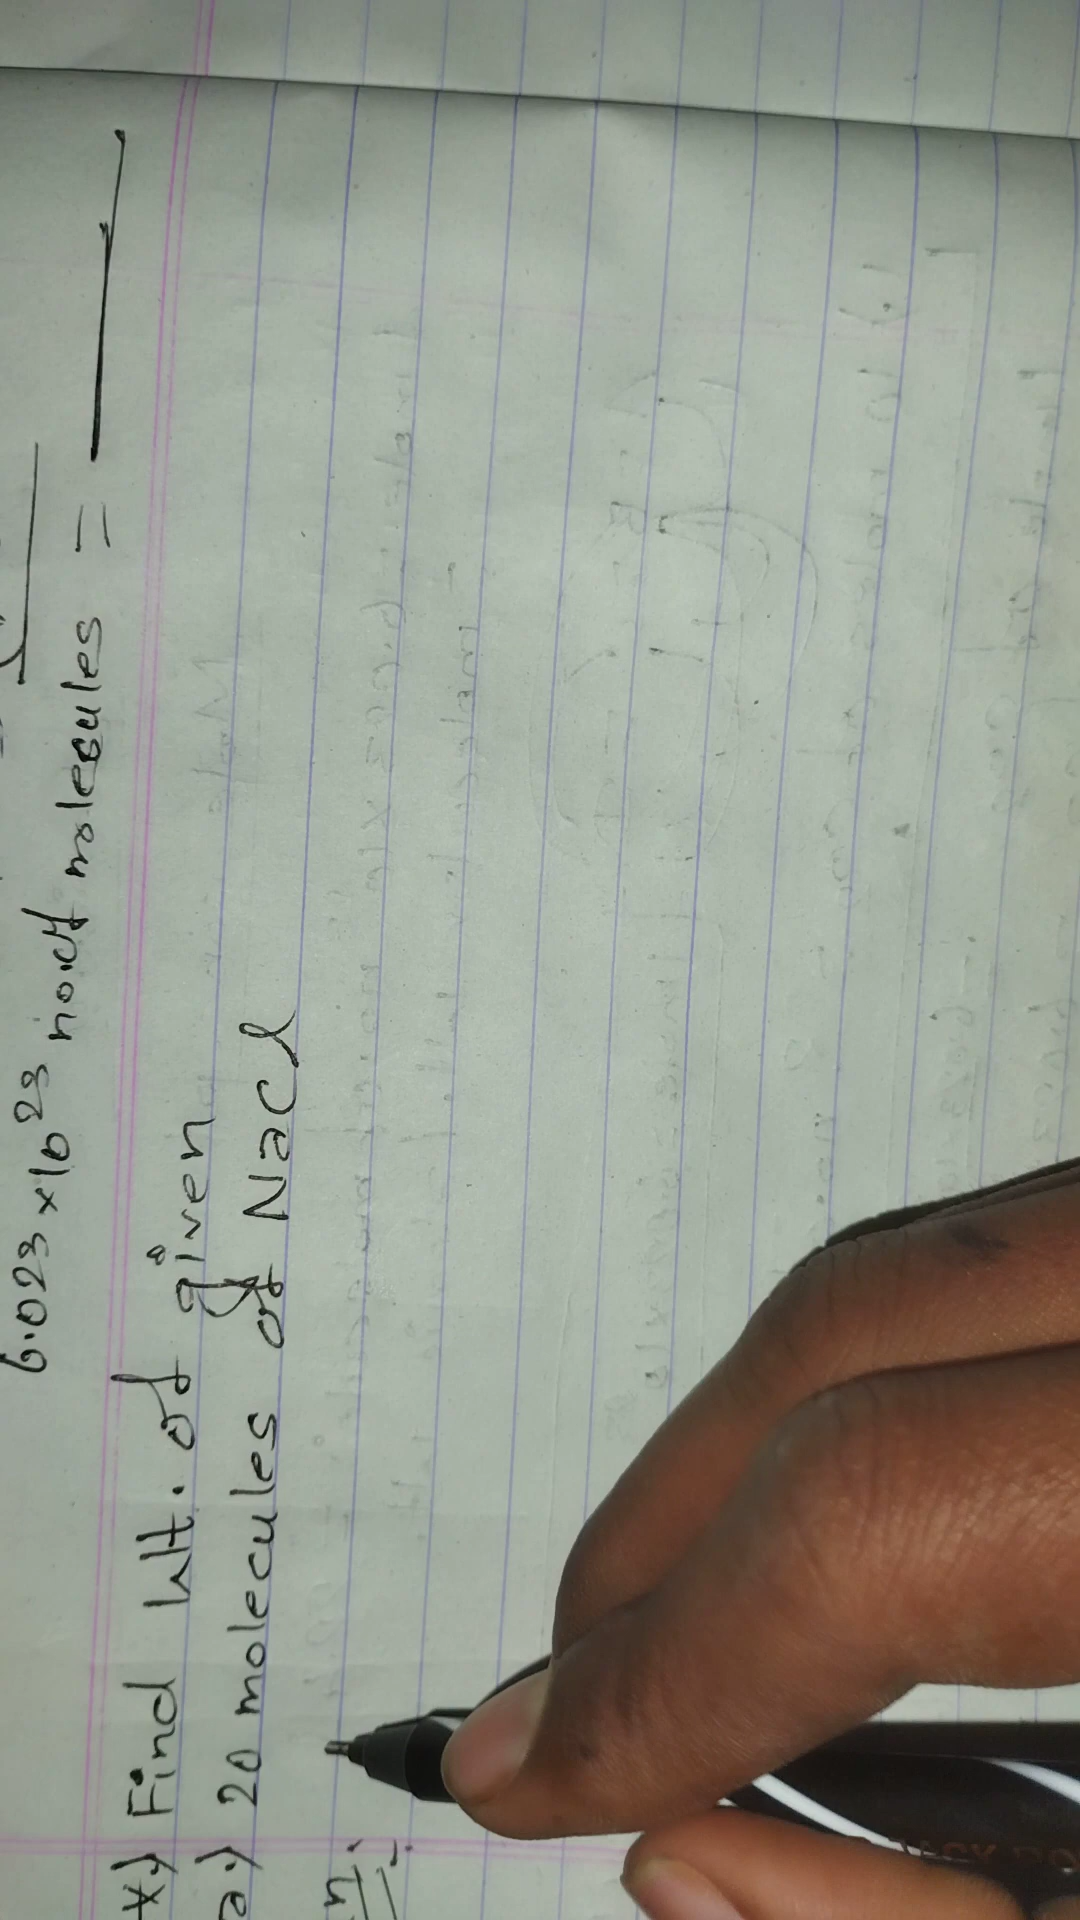 6.023 × 10²³ no. of molecules = 
*) Find Wt. of given
a.) 20 molecules of NaCl